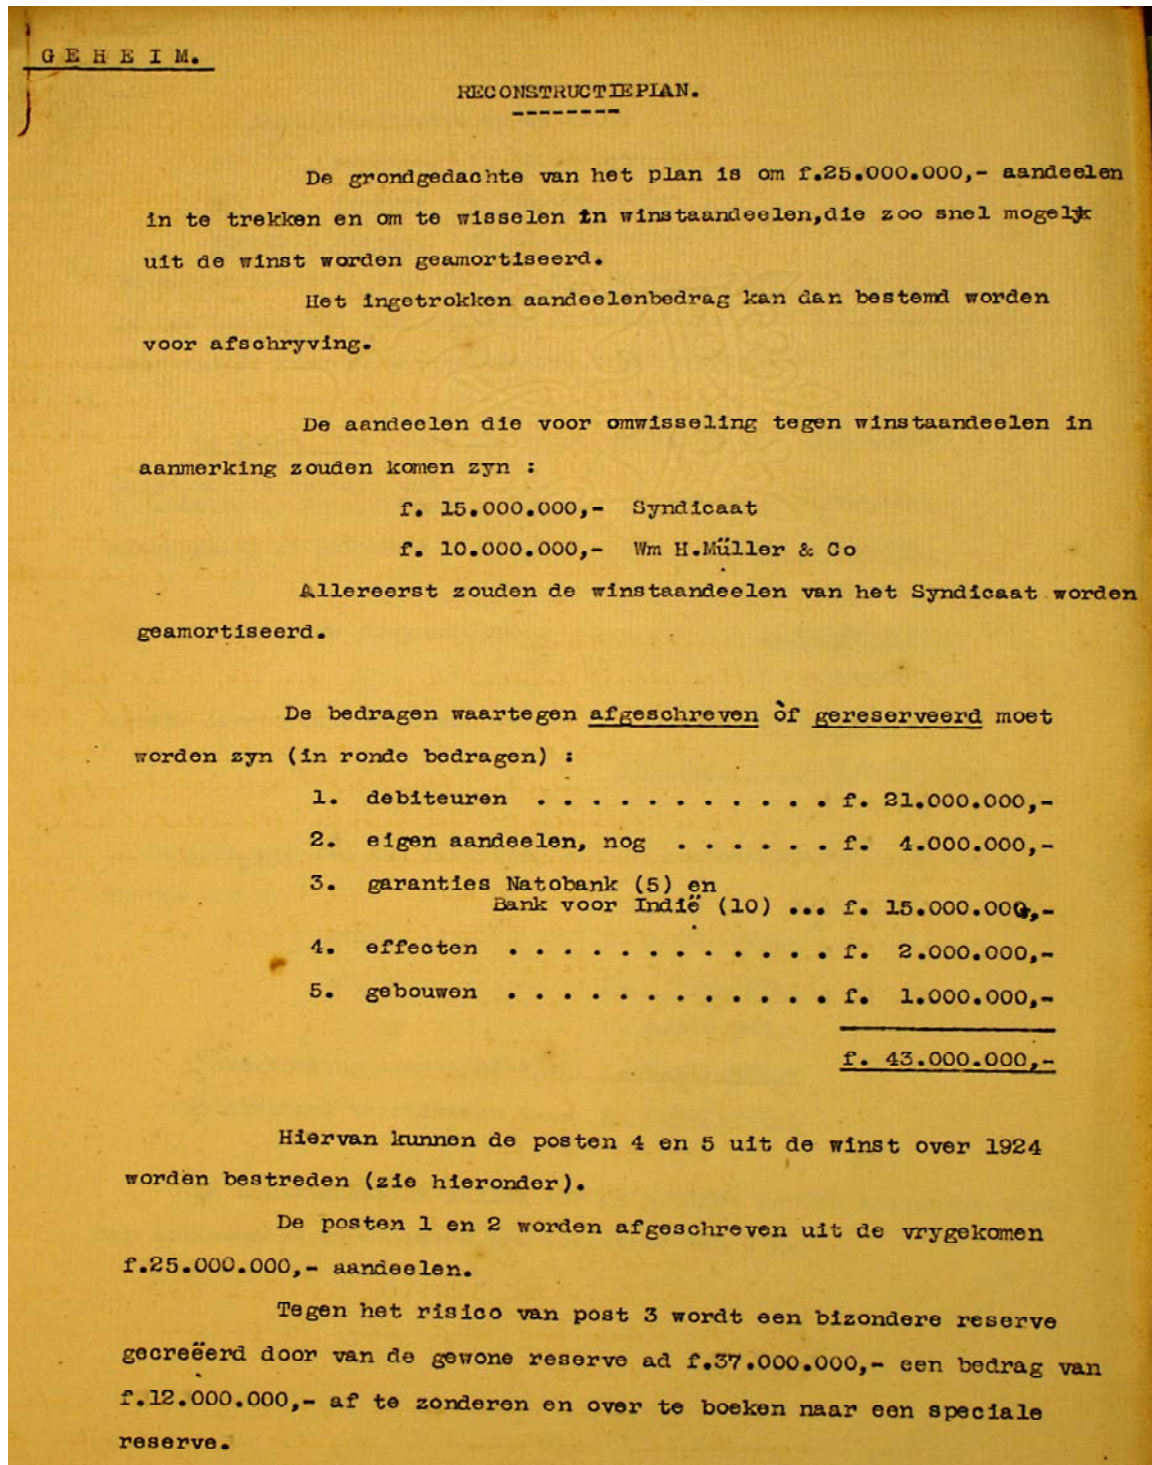 G E H E I M.
RECONSTRUCTIEPLAN.
--------
De grondgedachte van het plan is om f.25.000.000,- aandeelen
in te trekken en om te wisselen in winstaandeelen,die zoo snel mogelyk
uit de winst worden geamortiseerd.
Het ingetrokken aandeelenbedrag kan dan bestemd worden
voor afschryving.
De aandeelen die voor omwisseling tegen winstaandeelen in
aanmerking zouden komen zyn :
f. 15.000.000,- Syndicaat
f. 10.000.000,- Wm H.Müller & Co
Allereerst zouden de winstaandeelen van het Syndicaat worden
geamortiseerd.
De bedragen waartegen afgeschreven òf gereserveerd moet
worden zyn (in ronde bedragen) :
1. debiteuren . . . . . . . . . . . f. 21.000.000,-
2. eigen aandeelen, nog . . . . . . f. 4.000.000,-
3. garanties Natobank (5) en
Bank voor Indië (10) ... f. 15.000.000,-
4. effecten . . . . . . . . . . . . f. 2.000.000,-
5. gebouwen . . . . . . . . . . . . f. 1.000.000,-
f. 43.000.000,-
Hiervan kunnen de posten 4 en 5 uit de winst over 1924
worden bestreden (zie hieronder).
De posten 1 en 2 worden afgeschreven uit de vrygekomen
f.25.000.000,- aandeelen.
Tegen het risico van post 3 wordt een bizondere reserve
gecreëerd door van de gewone reserve ad f.37.000.000,- een bedrag van
f.12.000.000,- af te zonderen en over te boeken naar een speciale
reserve.